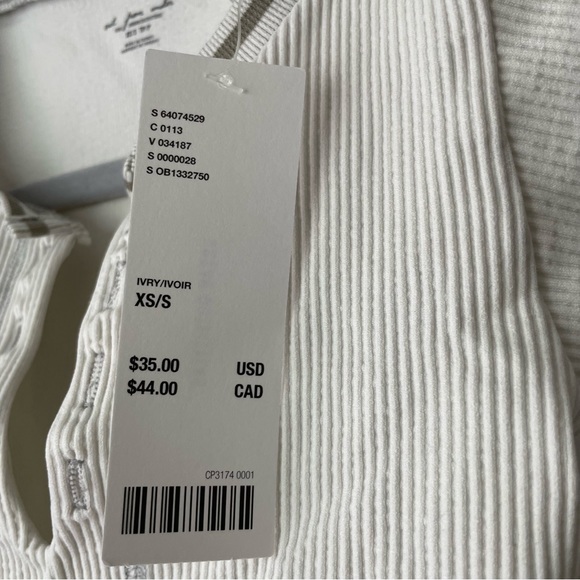 S 64074529
C 0113
V 034187
S 0000028
S OB1332750
IVRY/IVOIR
XS/S
$35.00 USD
$44.00 CAD
CP3174 0001